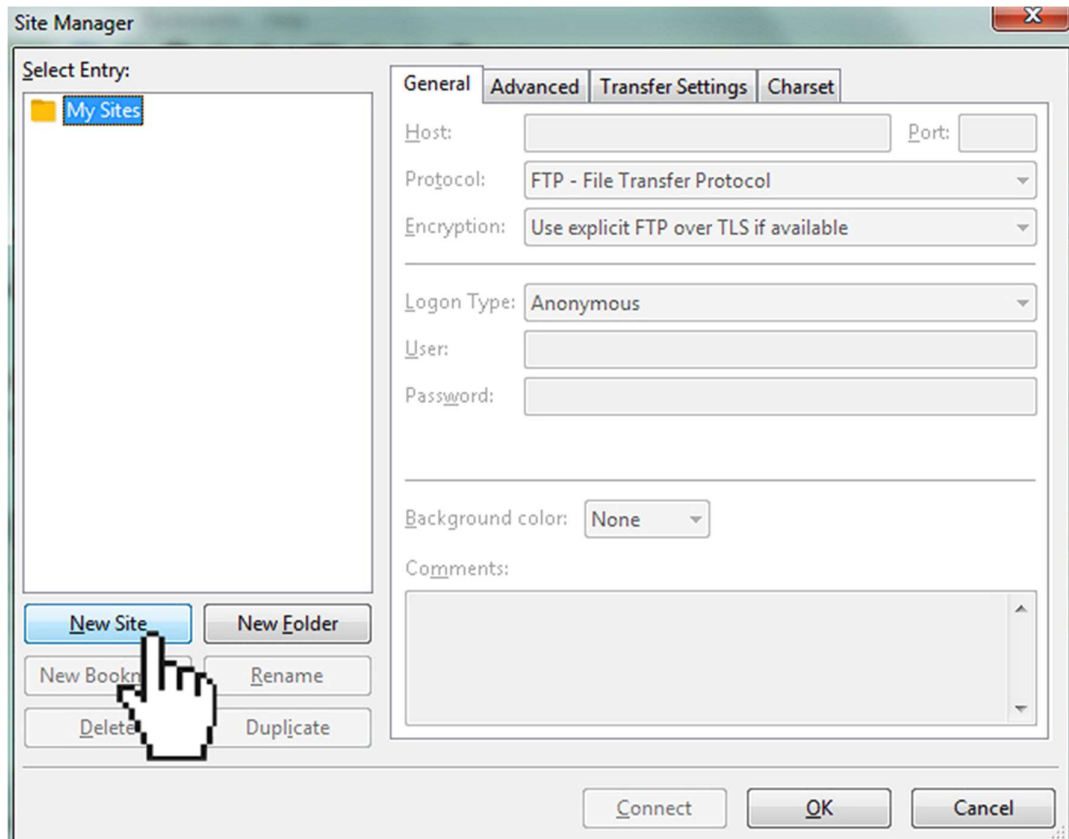 Site Manager
Select Entry:
My Sites
General Advanced Transfer Settings Charset
Host: Port:
Protocol: FTP - File Transfer Protocol
Encryption: Use explicit FTP over TLS if available
Logon Type: Anonymous
User:
Password:
Background color: None
Comments:
New Site New Folder
New Rename
Delete Duplicate
Connect OK Cancel